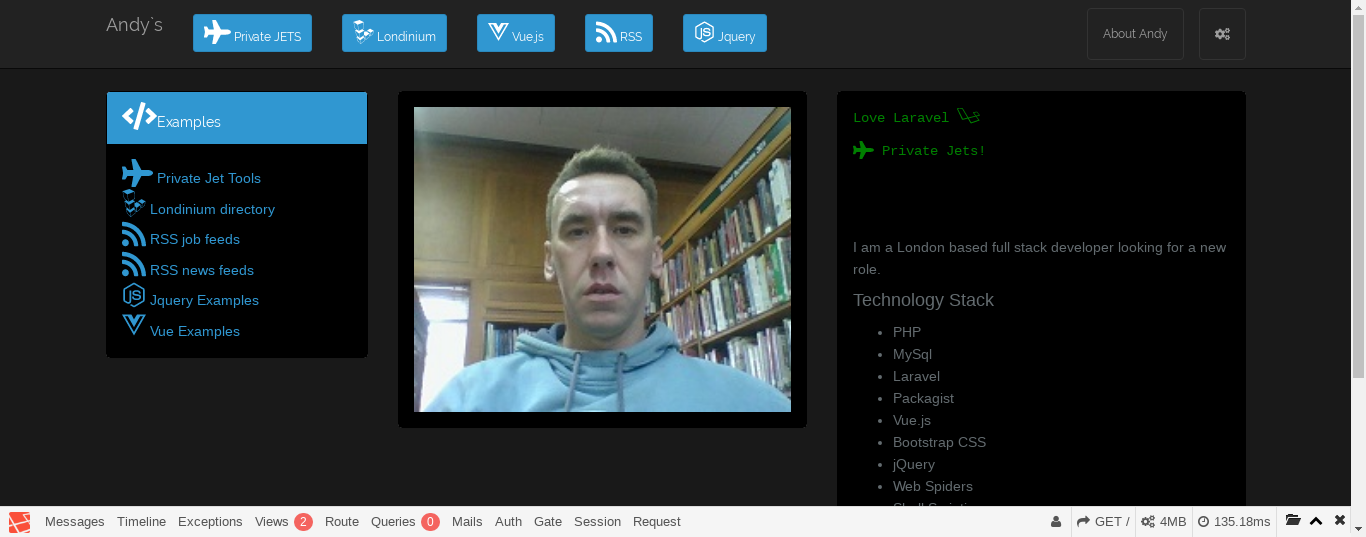 Andy`s
Private JETS
Londinium
Vue.js
RSS
Jquery
About Andy
Examples
Private Jet Tools
Londinium directory
RSS job feeds
RSS news feeds
Jquery Examples
Vue Examples
Love Laravel
Private Jets!
I am a London based full stack developer looking for a new
role.
Technology Stack
PHP
MySql
Laravel
Packagist
Vue.js
Bootstrap CSS
jQuery
Web Spiders
Messages Timeline Exceptions Views 2 Route Queries 0 Mails Auth Gate Session Request
GET /
4MB
135.18ms